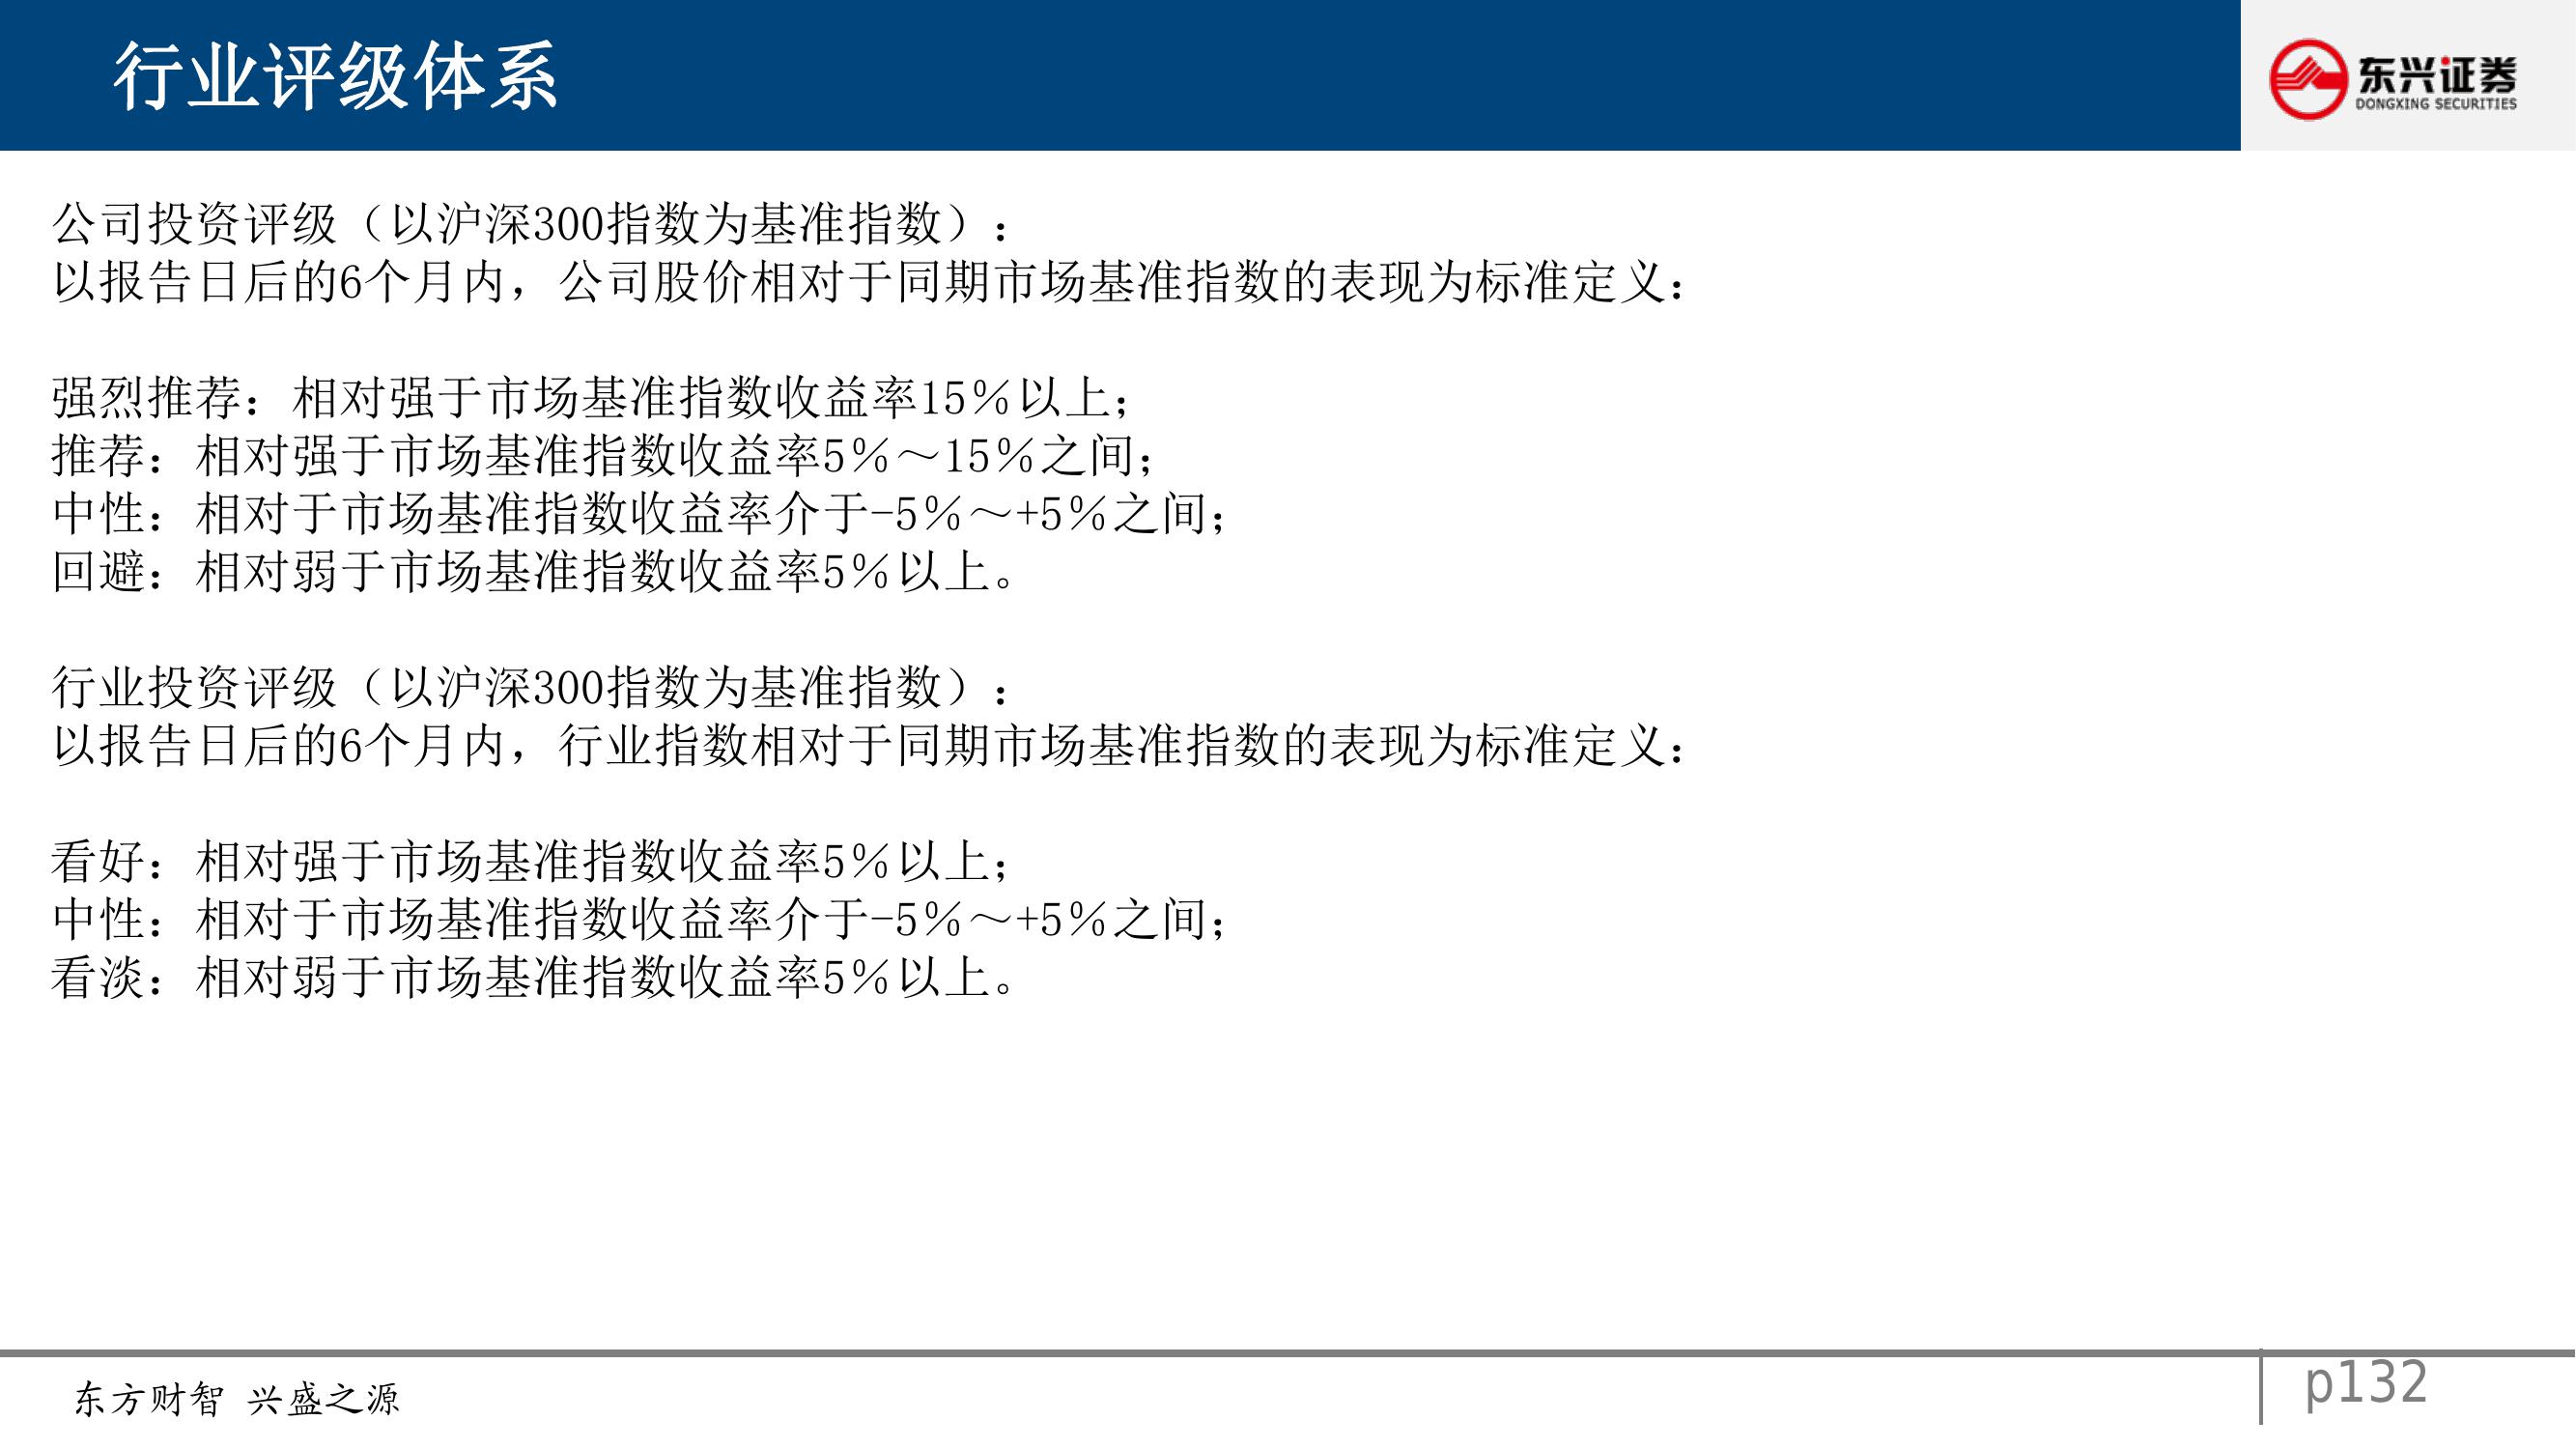 行业评级体系
东兴证券
DONGXING SECURITIES
公司投资评级（以沪深300指数为基准指数）：
以报告日后的6个月内，公司股价相对于同期市场基准指数的表现为标准定义：
强烈推荐：相对强于市场基准指数收益率15％以上；
推荐：相对强于市场基准指数收益率5％～15％之间；
中性：相对于市场基准指数收益率介于-5％～+5％之间；
回避：相对弱于市场基准指数收益率5％以上。
行业投资评级（以沪深300指数为基准指数）：
以报告日后的6个月内，行业指数相对于同期市场基准指数的表现为标准定义：
看好：相对强于市场基准指数收益率5％以上；
中性：相对于市场基准指数收益率介于-5％～+5％之间；
看淡：相对弱于市场基准指数收益率5％以上。
东方财智 兴盛之源
p132